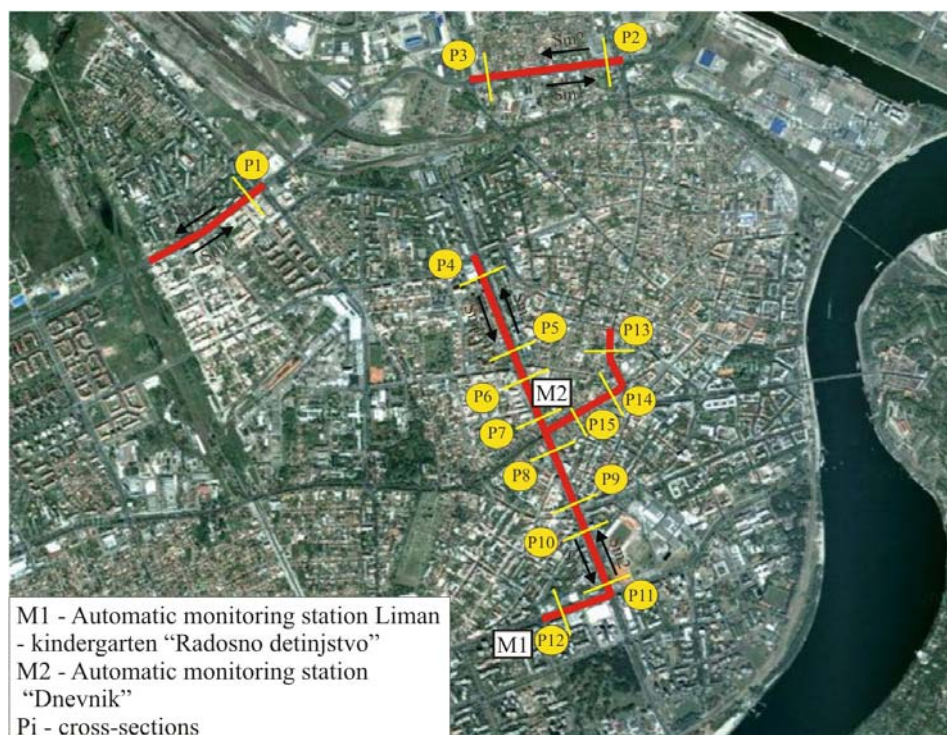 P2
Sm2
P3
P1
P4
P5
P13
P6
M2
P14
P7
P15
P8
P9
P10
P11
P12
M1
M1 - Automatic monitoring station Liman
- kindergarten “Radosno detinjstvo”
M2 - Automatic monitoring station
“Dnevnik”
Pi - cross-sections